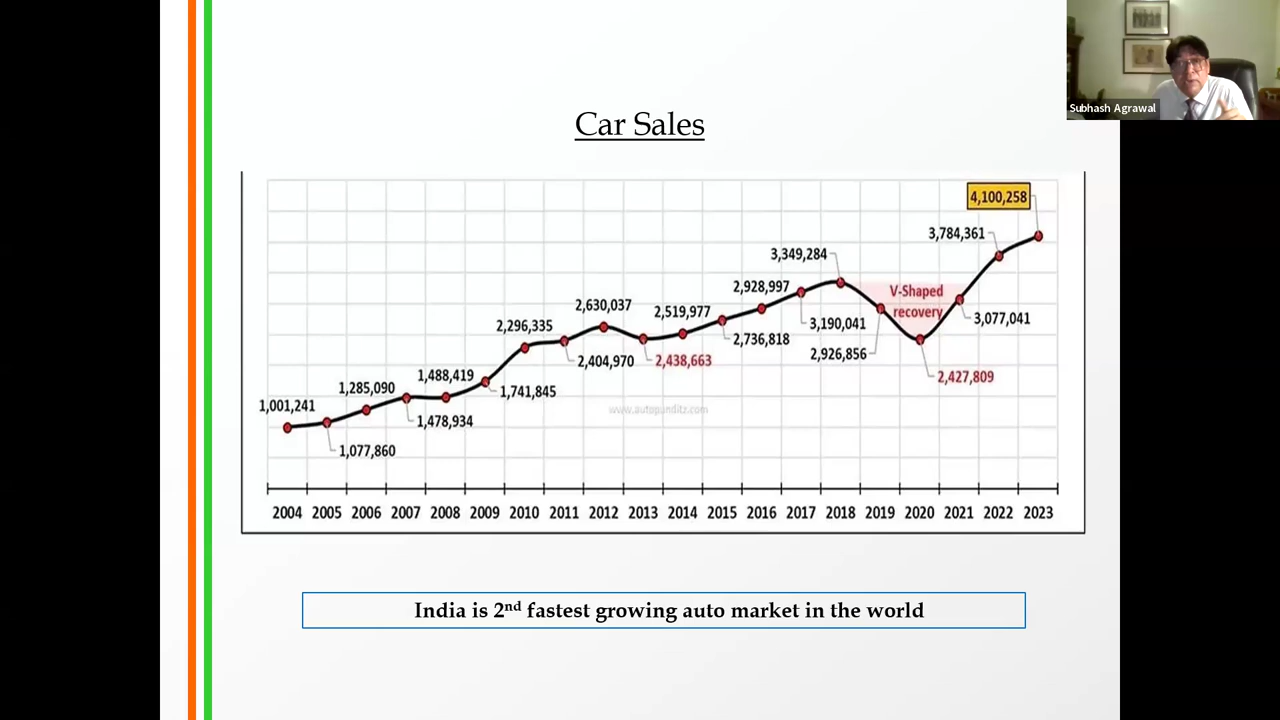 Subhash Agrawal
Car Sales
4,100,258
3,784,361
3,349,284
2,928,997
V-Shaped
recovery
2,630,037
2,519,977
3,190,041
3,077,041
2,296,335
2,736,818
2,926,856
2,404,970
2,438,663
1,488,419
2,427,809
1,285,090
1,741,845
1,001,241
www.autopunditz.com
1,478,934
1,077,860
2004 2005 2006 2007 2008 2009 2010 2011 2012 2013 2014 2015 2016 2017 2018 2019 2020 2021 2022 2023
India is 2nd fastest growing auto market in the world